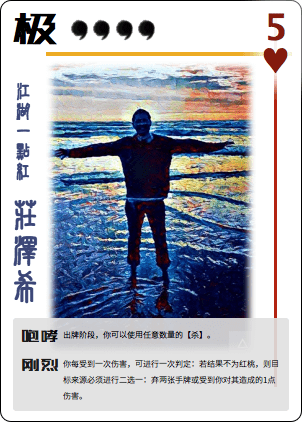 极
5
江湖一點紅
莊澤希
咆哮 出牌阶段，你可以使用任意数量的【杀】。
刚烈 你每受到一次伤害，可进行一次判定：若结果不为红桃，则目
标来源必须进行二选一：弃两张手牌或受到你对其造成的1点
伤害。